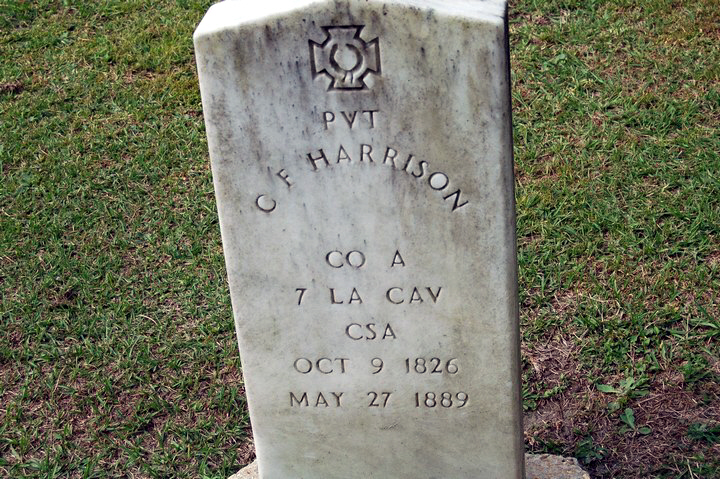 PVT
C F HARRISON
CO A
7 LA CAV
CSA
OCT 9 1826
MAY 27 1889